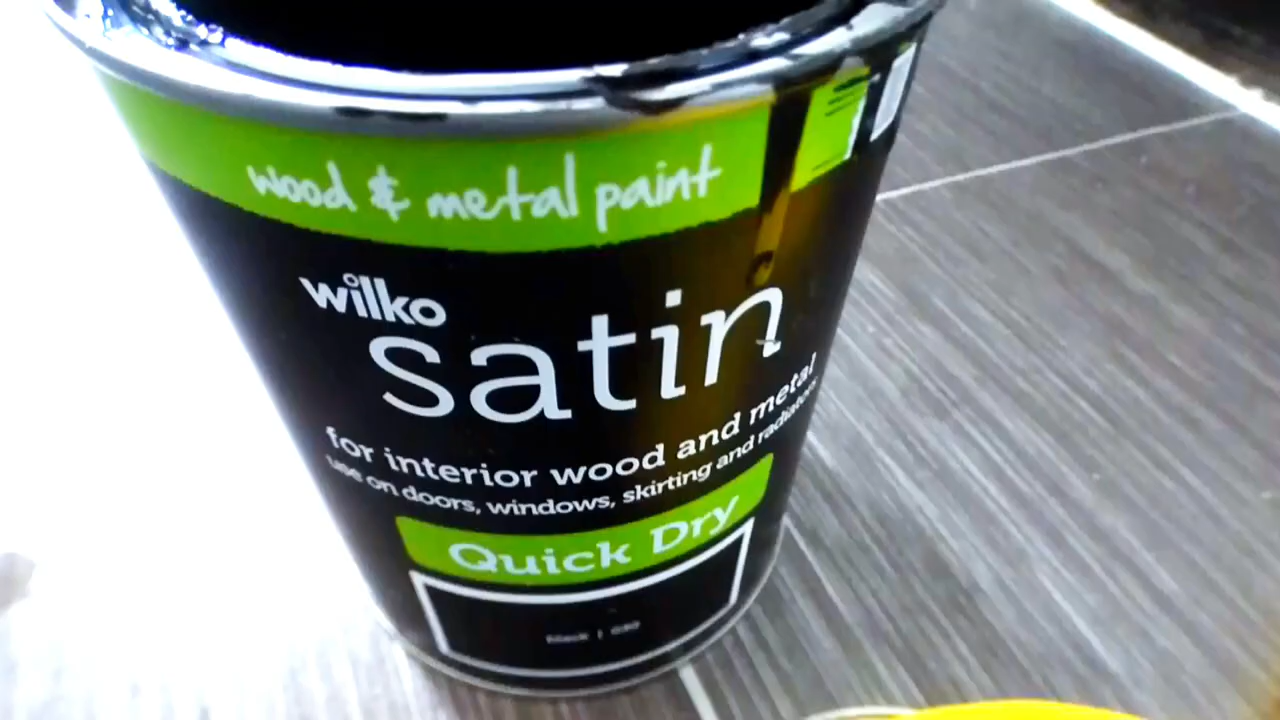 wood & metal paint
wilko
satin
for interior wood and metal
use on doors, windows, skirting and radiators
Quick Dry
black |